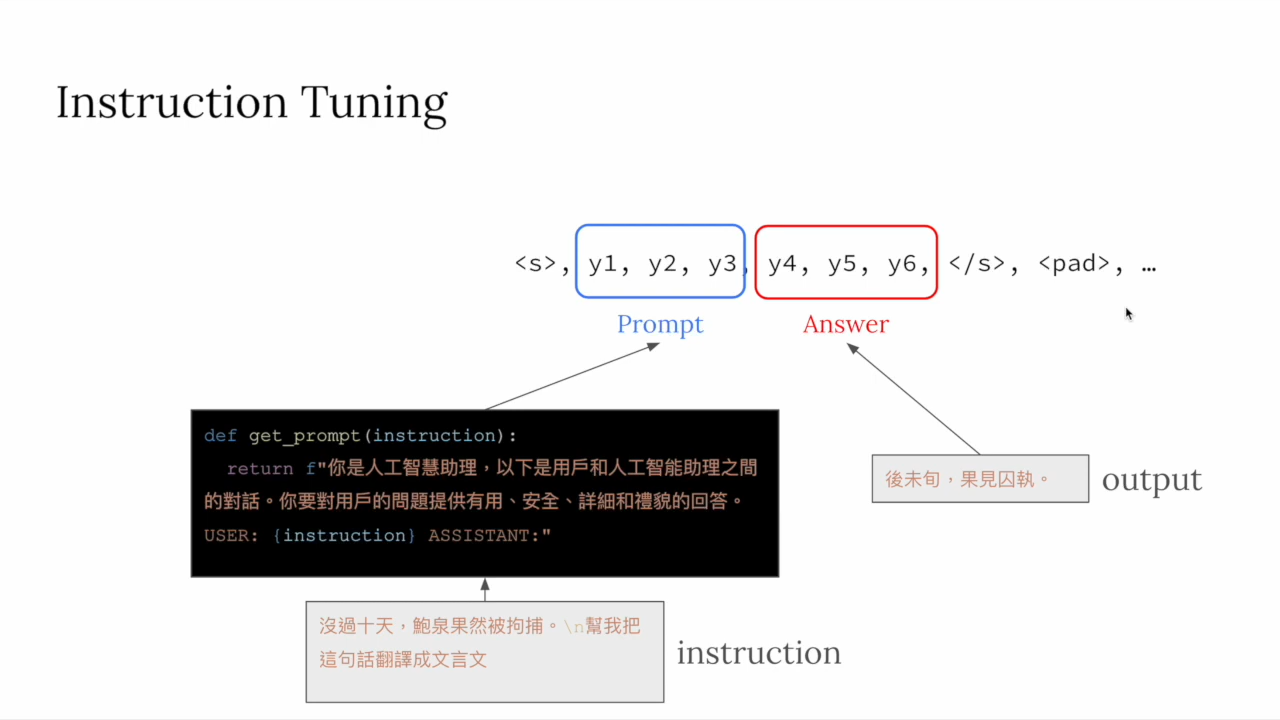 Instruction Tuning
<s>, y1, y2, y3, y4, y5, y6, </s>, <pad>, …
Prompt
Answer
def get_prompt(instruction):
return f"你是人工智慧助理，以下是用戶和人工智能助理之間
的對話。你要對用戶的問題提供有用、安全、詳細和禮貌的回答。
USER: {instruction} ASSISTANT:"
後未旬，果見囚執。
output
沒過十天，鮑泉果然被拘捕。\n幫我把
這句話翻譯成文言文
instruction